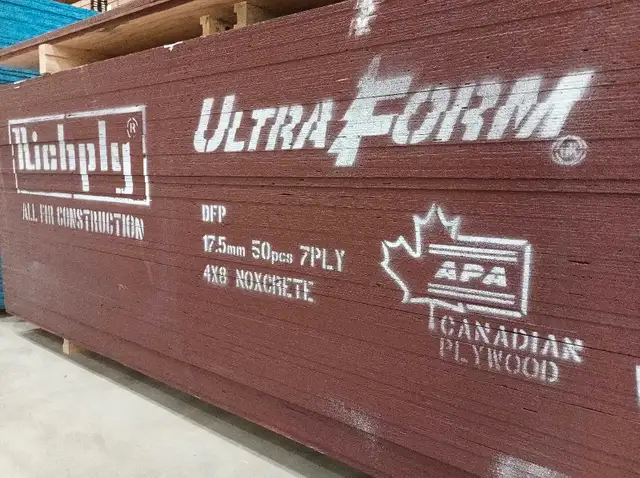 Richply®
ALL FIR CONSTRUCTION
ULTRAFORM®
DFP
17.5mm 50pcs 7PLY
4X8 NOXCRETE
APA
CANADIAN
PLYWOOD